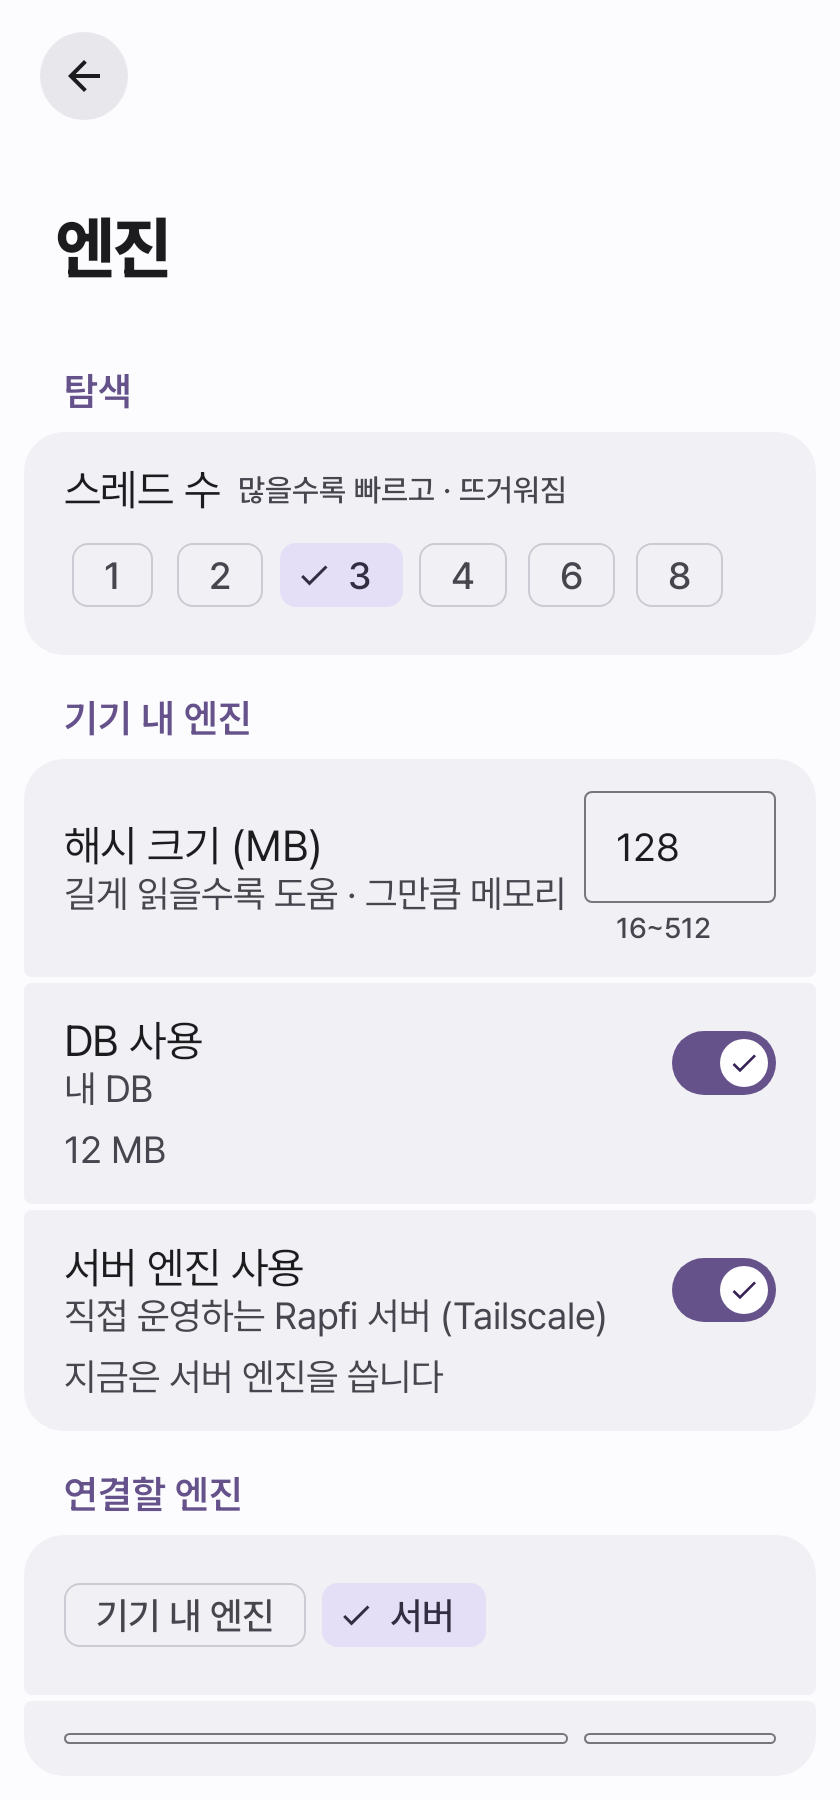 엔진
탐색
스레드 수 많을수록 빠르고 · 뜨거워짐
1 2 3 4 6 8
기기 내 엔진
해시 크기 (MB)
길게 읽을수록 도움 · 그만큼 메모리
128
16~512
DB 사용
내 DB
12 MB
서버 엔진 사용
직접 운영하는 Rapfi 서버 (Tailscale)
지금은 서버 엔진을 씁니다
연결할 엔진
기기 내 엔진 서버